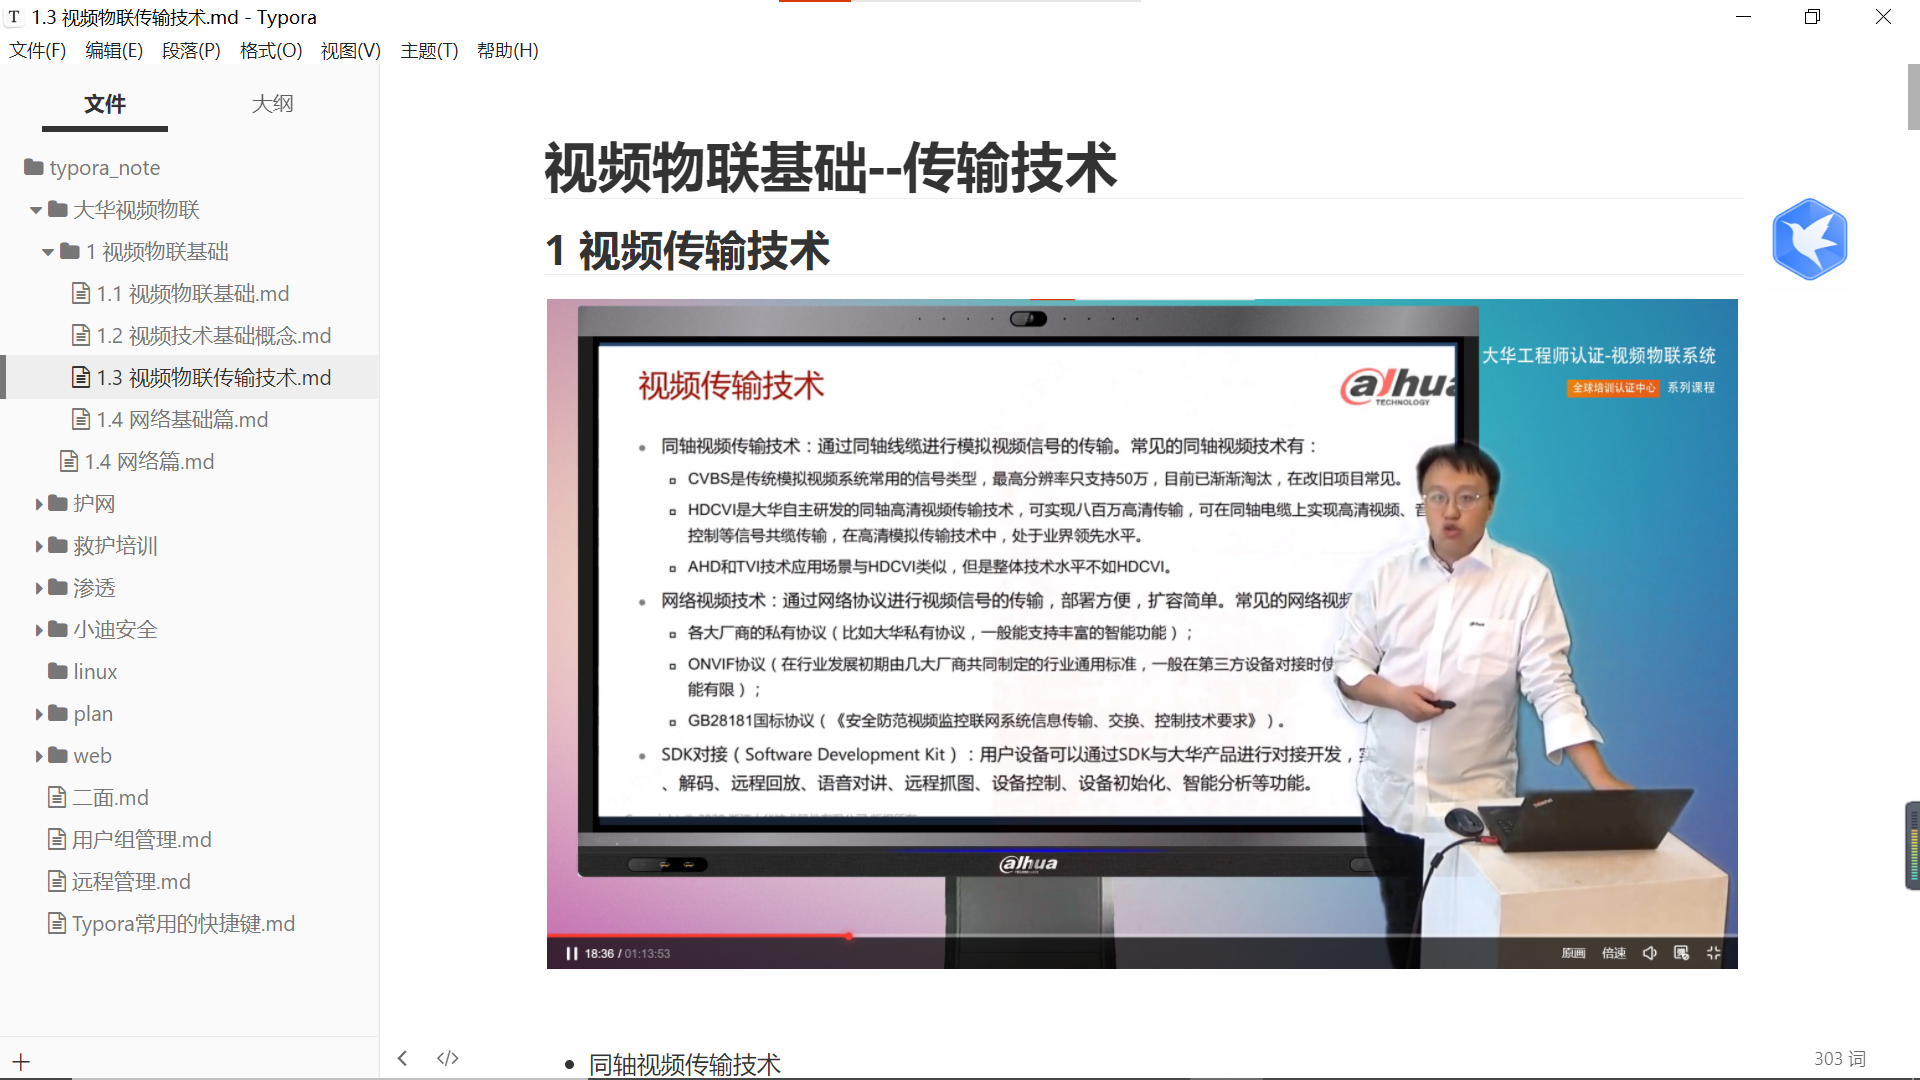 1.3 视频物联传输技术.md - Typora
文件(F) 编辑(E) 段落(P) 格式(O) 视图(V) 主题(T) 帮助(H)
文件 大纲
typora_note
大华视频物联
1 视频物联基础
1.1 视频物联基础.md
1.2 视频技术基础概念.md
1.3 视频物联传输技术.md
1.4 网络基础篇.md
1.4 网络篇.md
护网
救护培训
渗透
小迪安全
linux
plan
web
二面.md
用户组管理.md
远程管理.md
Typora常用的快捷键.md
视频物联基础--传输技术
1 视频传输技术
大华工程师认证-视频物联系统
全球培训认证中心 系列课程
视频传输技术
alhua
TECHNOLOGY
同轴视频传输技术：通过同轴线缆进行模拟视频信号的传输。常见的同轴视频技术有：
CVBS是传统模拟视频系统常用的信号类型，最高分辨率只支持50万，目前已渐渐淘汰，在改旧项目常见。
HDCVI是大华自主研发的同轴高清视频传输技术，可实现八百万高清传输，可在同轴电缆上实现高清视频、
控制等信号共缆传输，在高清模拟传输技术中，处于业界领先水平。
AHD和TVI技术应用场景与HDCVI类似，但是整体技术水平不如HDCVI。
网络视频技术：通过网络协议进行视频信号的传输，部署方便，扩容简单。常见的网络视频
各大厂商的私有协议（比如大华私有协议，一般能支持丰富的智能功能）；
ONVIF协议（在行业发展初期由几大厂商共同制定的行业通用标准，一般在第三方设备对接时使
能有限）；
GB28181国标协议（《安全防范视频监控联网系统信息传输、交换、控制技术要求》）。
SDK对接（Software Development Kit）：用户设备可以通过SDK与大华产品进行对接开发，
、解码、远程回放、语音对讲、远程抓图、设备控制、设备初始化、智能分析等功能。
alhua
TECHNOLOGY
18:36 / 01:13:53 原画 倍速
同轴视频传输技术
303 词